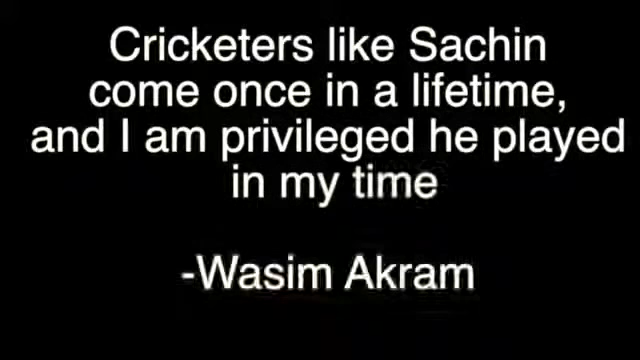 Cricketers like Sachin
come once in a lifetime,
and I am privileged he played
in my time
-Wasim Akram